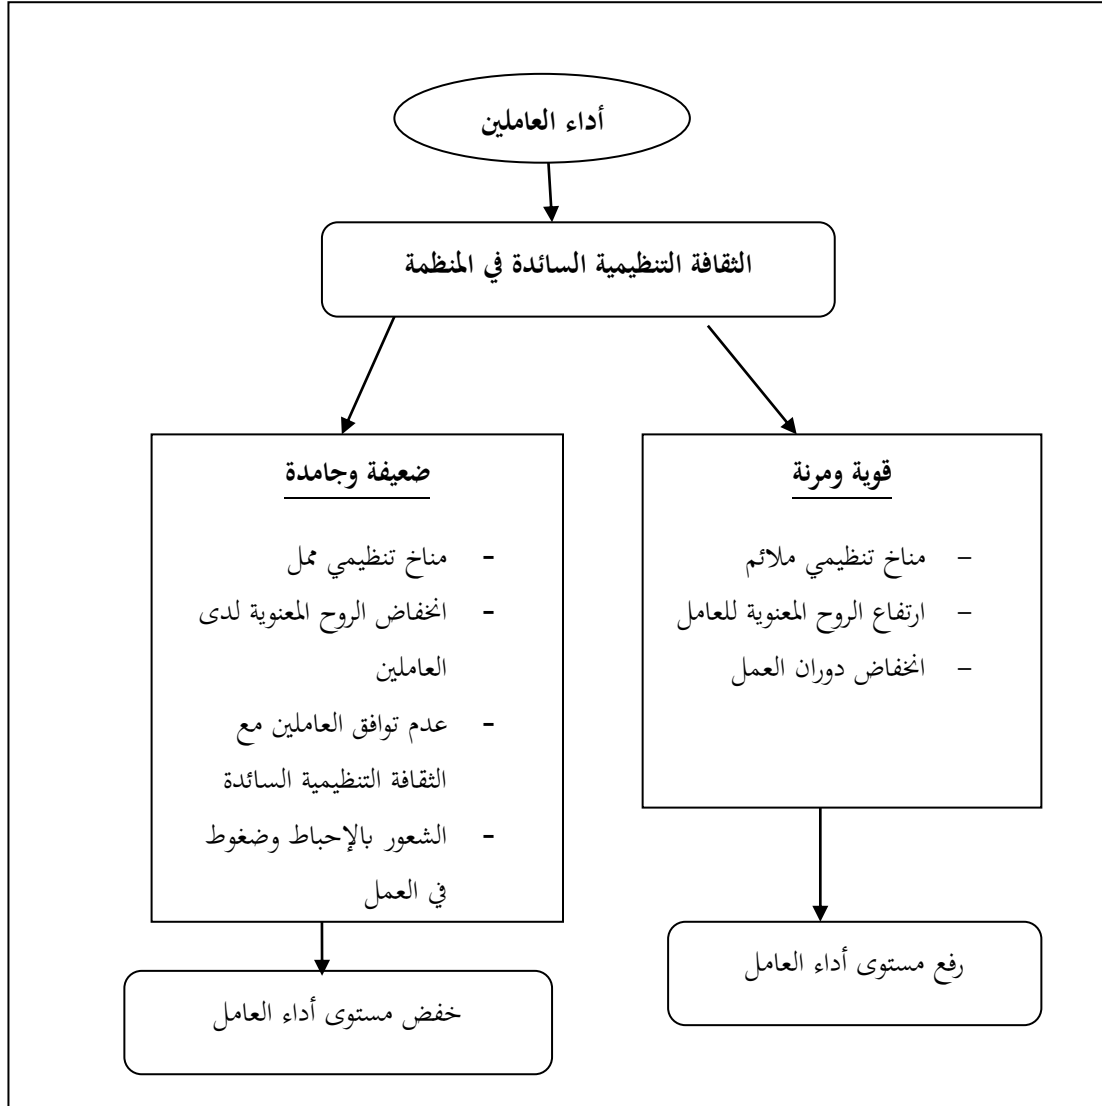 أداء العاملين
الثقافة التنظيمية السائدة في المنظمة
قوية ومرنة
– مناخ تنظيمي ملائم
– ارتفاع الروح المعنوية للعامل
– انخفاض دوران العمل
رفع مستوى أداء العامل
ضعيفة وجامدة
- مناخ تنظيمي ممل
- انخفاض الروح المعنوية لدى
العاملين
- عدم توافق العاملين مع
الثقافة التنظيمية السائدة
- الشعور بالإحباط وضغوط
في العمل
خفض مستوى أداء العامل